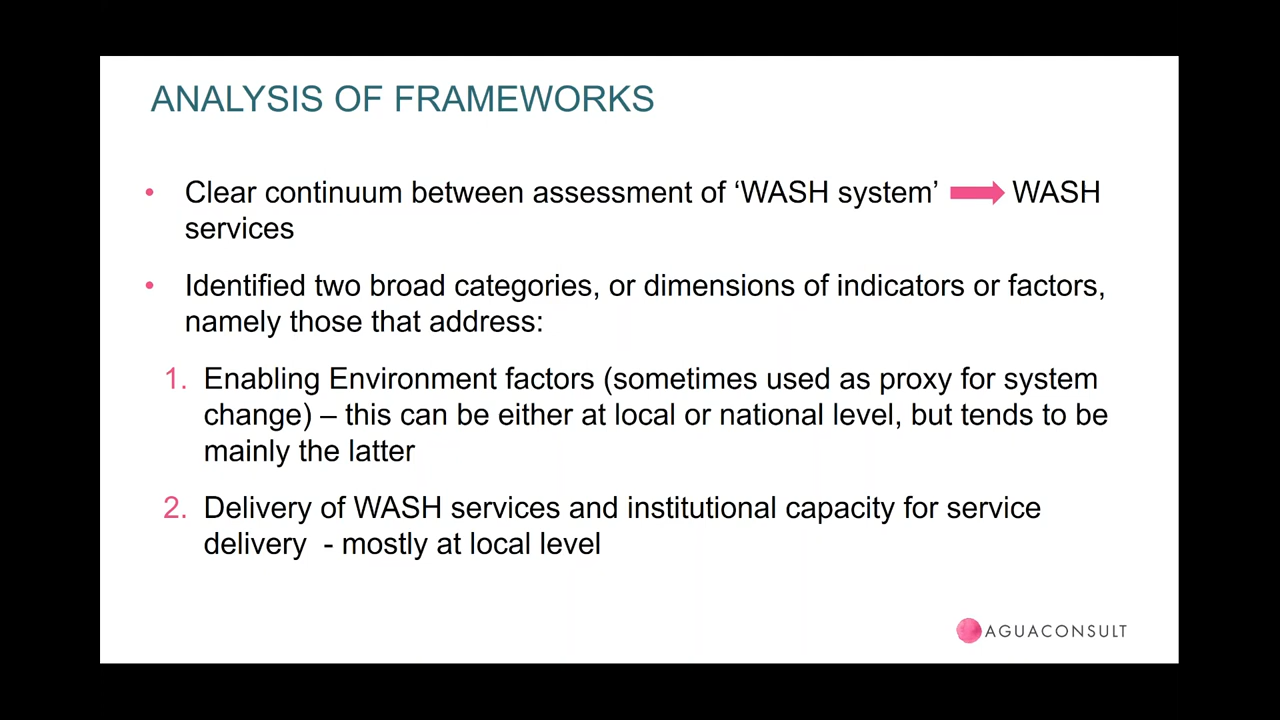 ANALYSIS OF FRAMEWORKS
• Clear continuum between assessment of ‘WASH system’ WASH
services
• Identified two broad categories, or dimensions of indicators or factors,
namely those that address:
1. Enabling Environment factors (sometimes used as proxy for system
change) – this can be either at local or national level, but tends to be
mainly the latter
2. Delivery of WASH services and institutional capacity for service
delivery - mostly at local level
AGUACONSULT